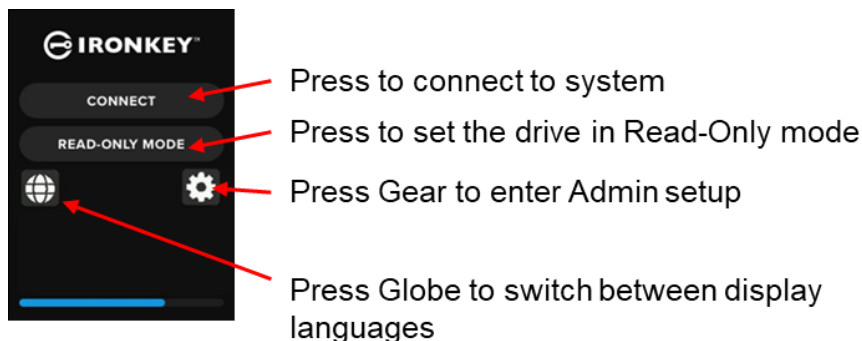 IRONKEY™
CONNECT
READ-ONLY MODE
Press to connect to system
Press to set the drive in Read-Only mode
Press Gear to enter Admin setup
Press Globe to switch between display
languages